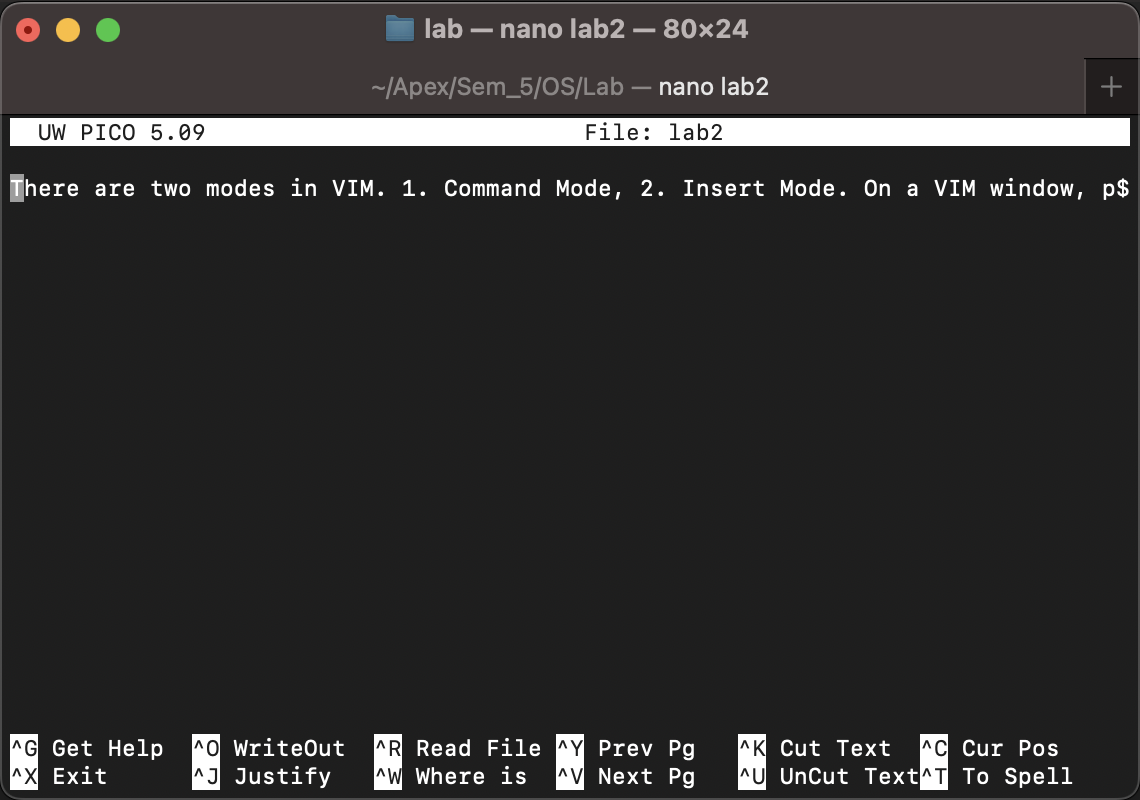 lab — nano lab2 — 80×24
~/Apex/Sem_5/OS/Lab — nano lab2 +
UW PICO 5.09 File: lab2
There are two modes in VIM. 1. Command Mode, 2. Insert Mode. On a VIM window, p$
^G Get Help ^O WriteOut ^R Read File ^Y Prev Pg ^K Cut Text ^C Cur Pos
^X Exit ^J Justify ^W Where is ^V Next Pg ^U UnCut Text^T To Spell